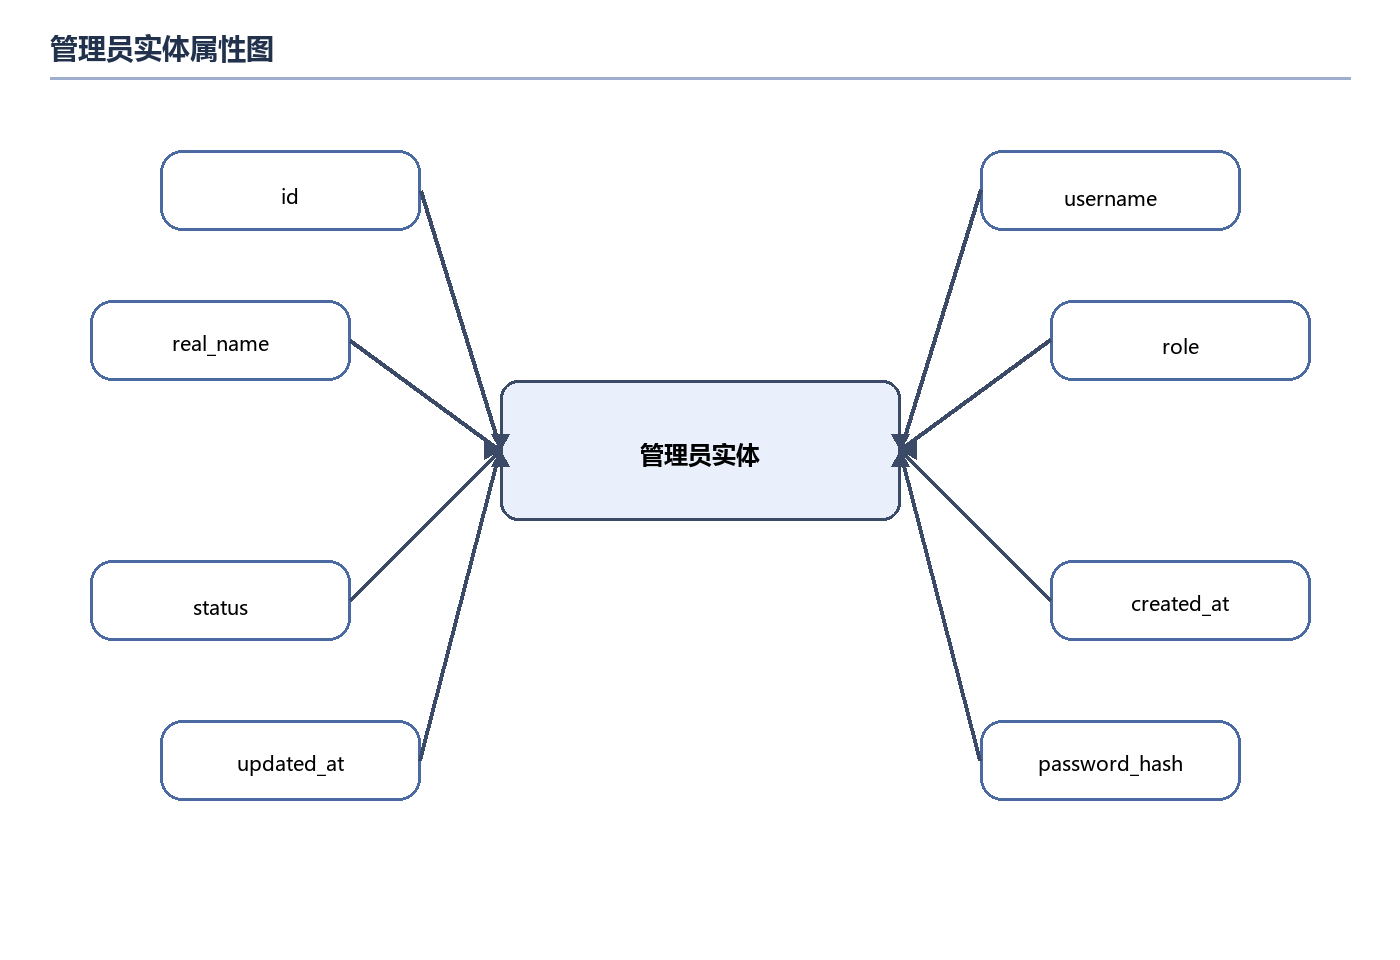 管理员实体属性图
id
username
real_name
role
管理员实体
status
created_at
updated_at
password_hash